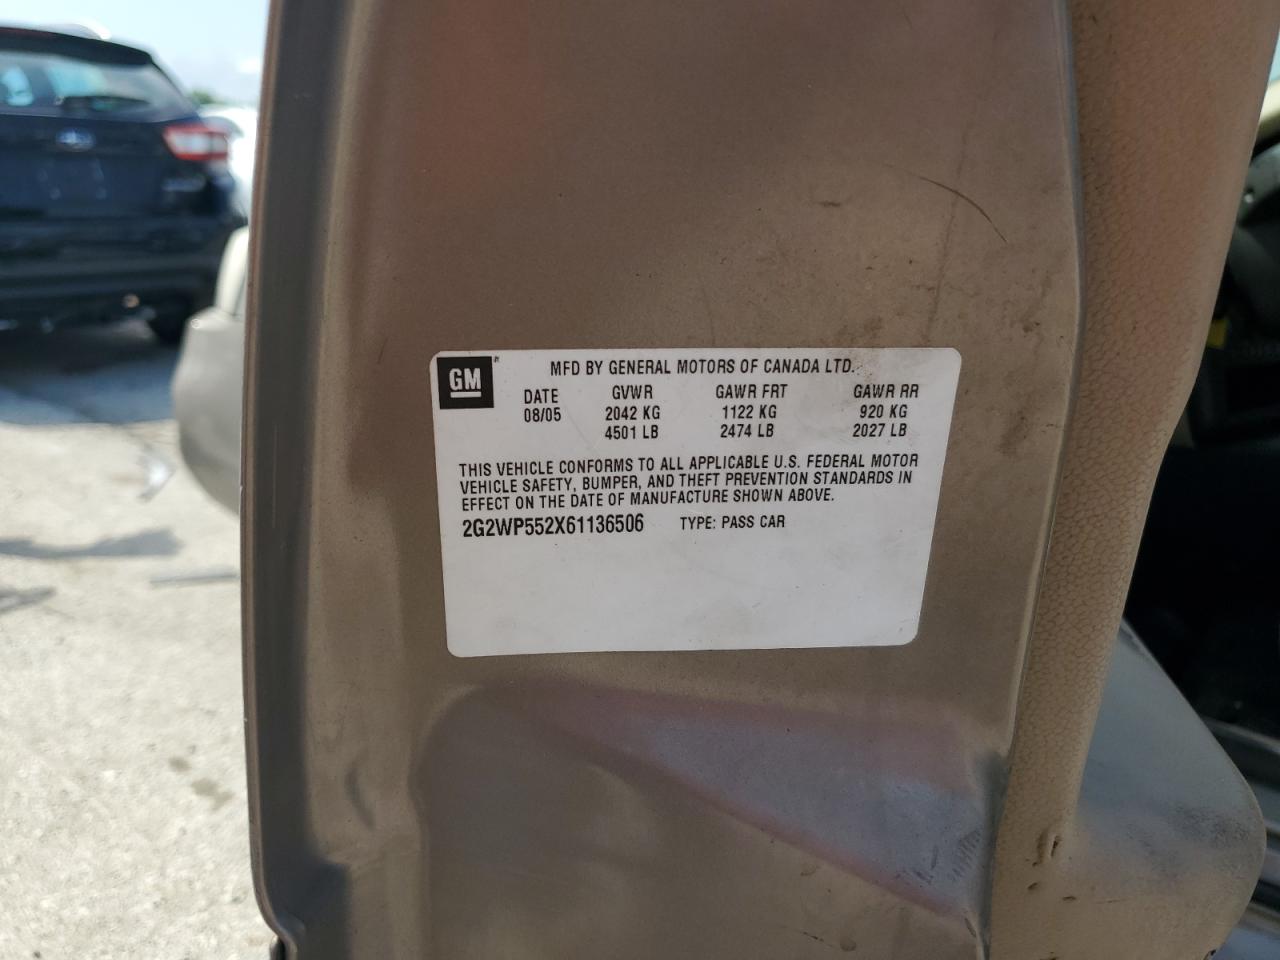 GM
MFD BY GENERAL MOTORS OF CANADA LTD.
DATE GVWR GAWR FRT GAWR RR
08/05 2042 KG 1122 KG 920 KG
4501 LB 2474 LB 2027 LB
THIS VEHICLE CONFORMS TO ALL APPLICABLE U.S. FEDERAL MOTOR
VEHICLE SAFETY, BUMPER, AND THEFT PREVENTION STANDARDS IN
EFFECT ON THE DATE OF MANUFACTURE SHOWN ABOVE.
2G2WP552X61136506 TYPE: PASS CAR